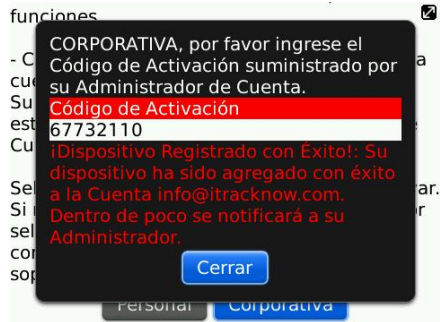 funciones
CORPORATIVA, por favor ingrese el
Código de Activación suministrado por
su Administrador de Cuenta.
Código de Activación
67732110
¡Dispositivo Registrado con Éxito!: Su
dispositivo ha sido agregado con éxito
a la Cuenta info@itracknow.com.
Dentro de poco se notificará a su
Administrador.
Cerrar
Personal Corporativa